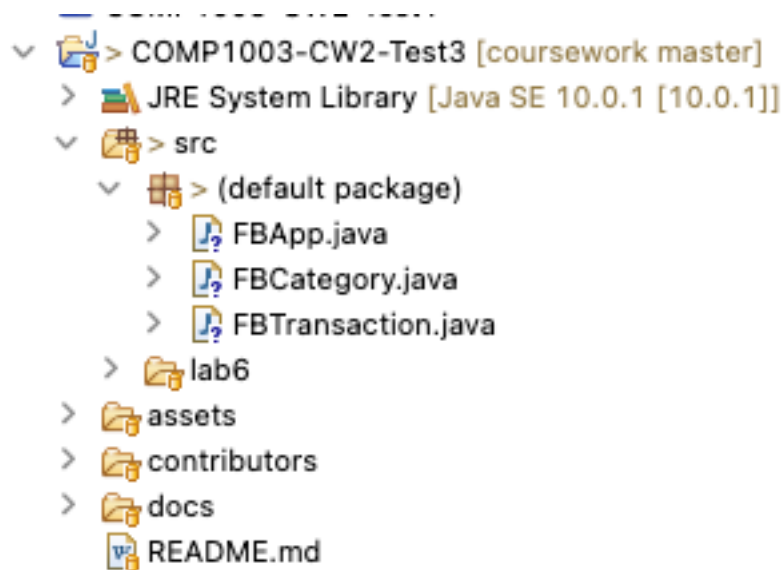 > COMP1003-CW2-Test3 [coursework master]
JRE System Library [Java SE 10.0.1 [10.0.1]]
> src
> (default package)
FBApp.java
FBCategory.java
FBTransaction.java
lab6
assets
contributors
docs
README.md